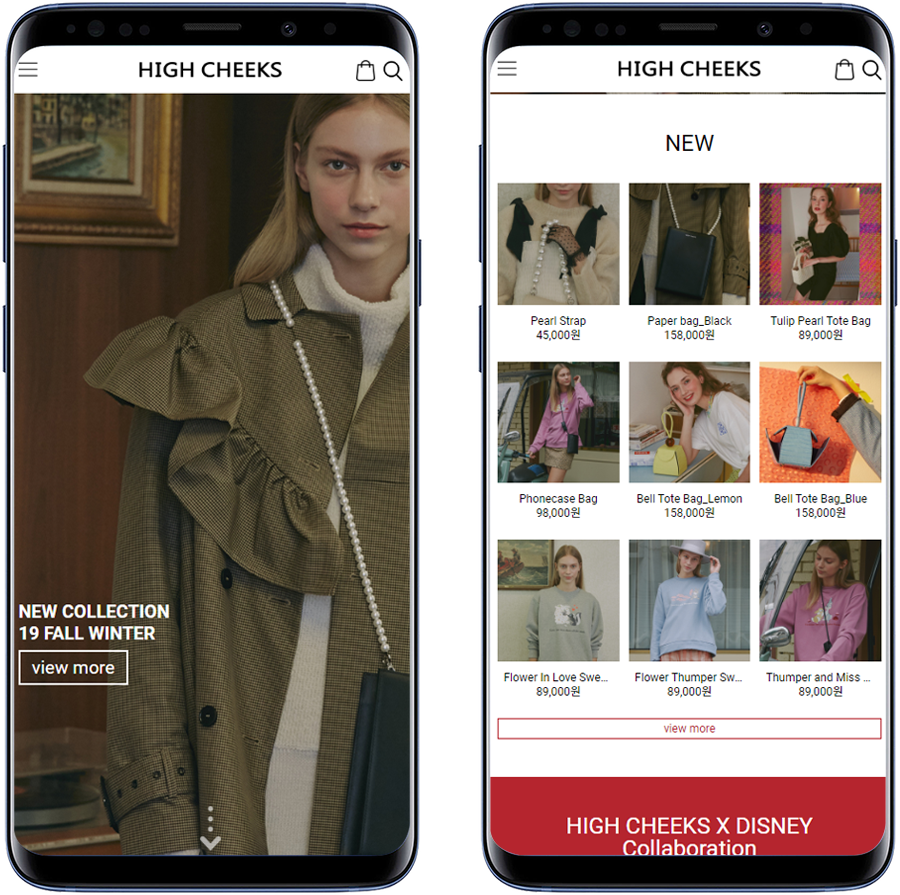 HIGH CHEEKS
NEW COLLECTION
19 FALL WINTER
view more
HIGH CHEEKS
NEW
Pearl Strap
45,000원
Paper bag_Black
158,000원
Tulip Pearl Tote Bag
89,000원
Phonecase Bag
98,000원
Bell Tote Bag_Lemon
158,000원
Bell Tote Bag_Blue
158,000원
Flower In Love Swe...
89,000원
Flower Thumper Sw...
89,000원
Thumper and Miss ...
89,000원
view more
HIGH CHEEKS X DISNEY
Collaboration